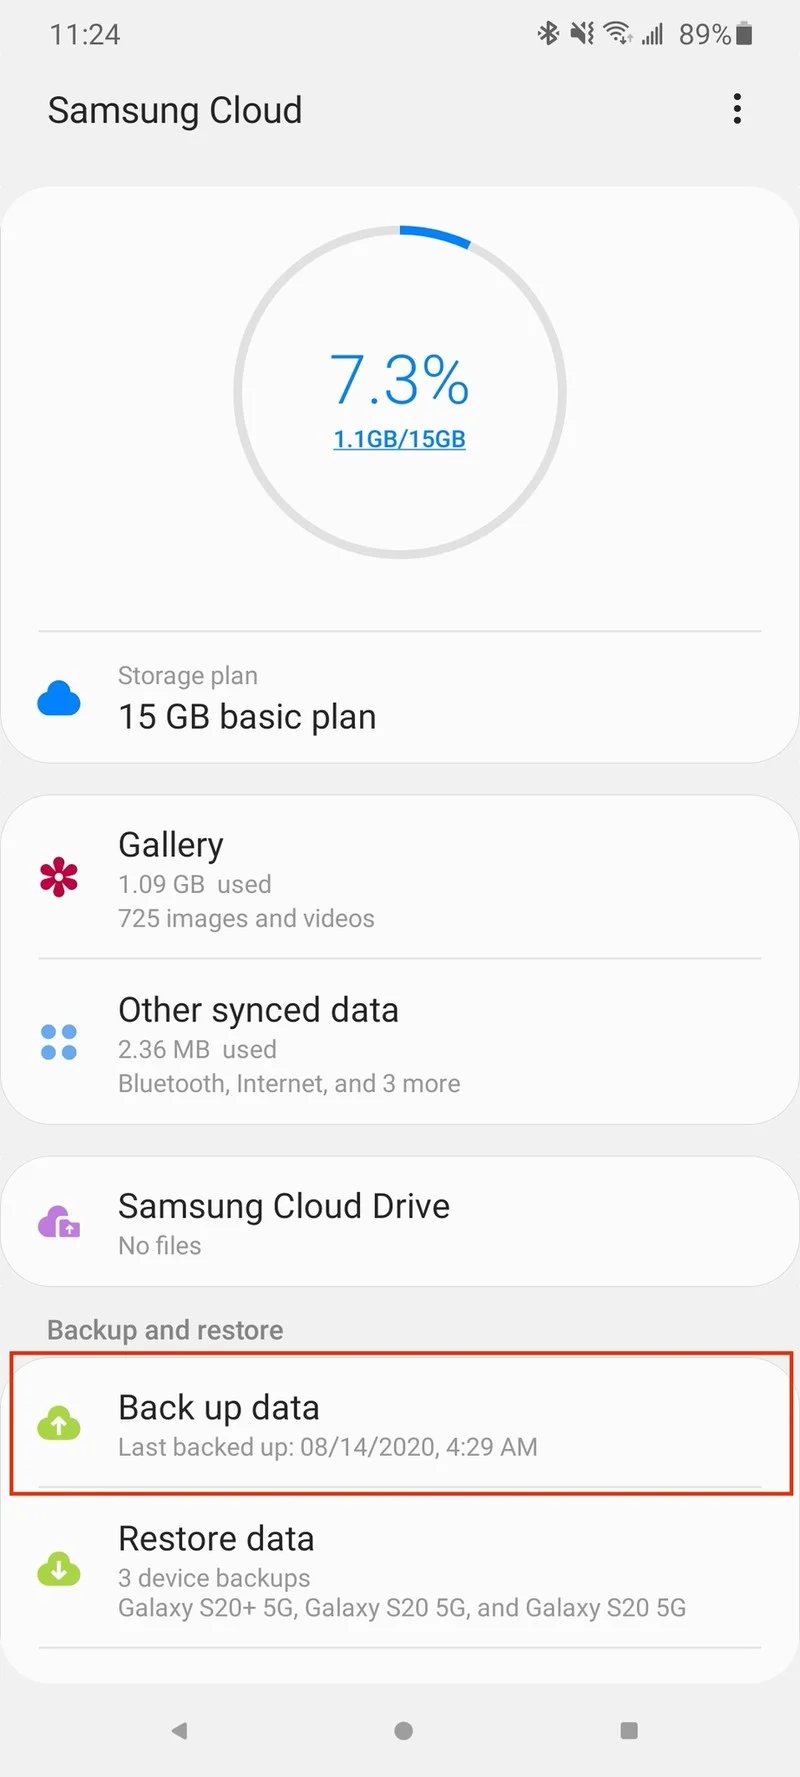 11:24 89%
Samsung Cloud
7.3%
1.1GB/15GB
Storage plan
15 GB basic plan
Gallery
1.09 GB used
725 images and videos
Other synced data
2.36 MB used
Bluetooth, Internet, and 3 more
Samsung Cloud Drive
No files
Backup and restore
Back up data
Last backed up: 08/14/2020, 4:29 AM
Restore data
3 device backups
Galaxy S20+ 5G, Galaxy S20 5G, and Galaxy S20 5G